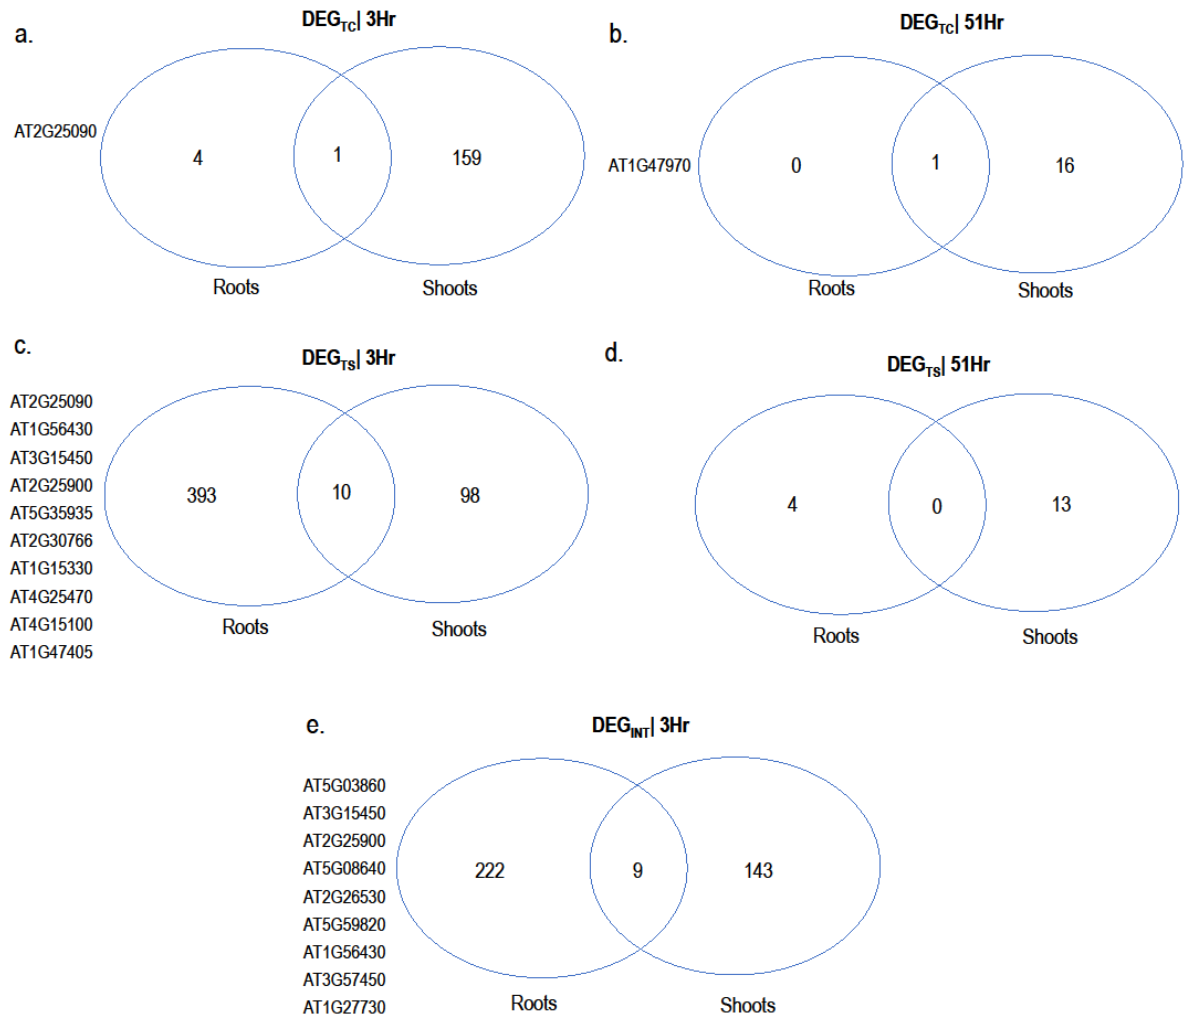 a.
DEGTC| 3Hr
AT2G25090
4
1
159
Roots
Shoots
b.
DEGTC| 51Hr
AT1G47970
0
1
16
Roots
Shoots
c.
DEGTS| 3Hr
AT2G25090
AT1G56430
AT3G15450
AT2G25900
AT5G35935
AT2G30766
AT1G15330
AT4G25470
AT4G15100
AT1G47405
393
10
98
Roots
Shoots
d.
DEGTS| 51Hr
4
0
13
Roots
Shoots
e.
DEGINT| 3Hr
AT5G03860
AT3G15450
AT2G25900
AT5G08640
AT2G26530
AT5G59820
AT1G56430
AT3G57450
AT1G27730
222
9
143
Roots
Shoots